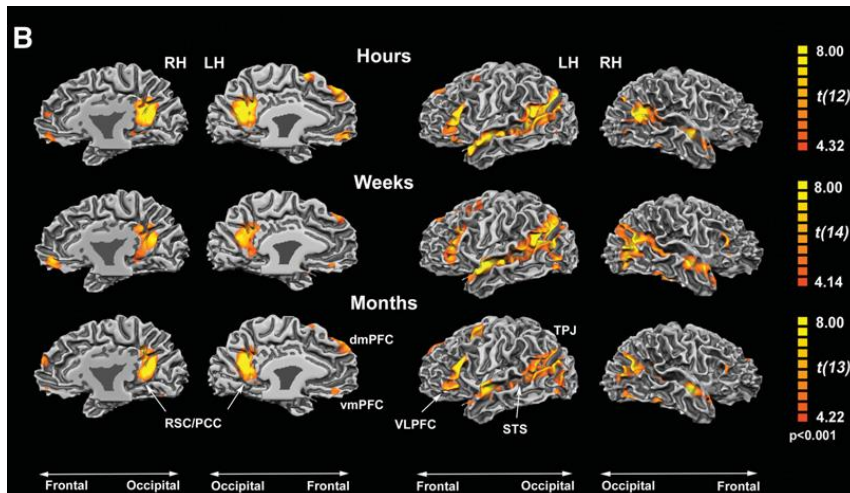 B
RH LH Hours LH RH
8.00
t(12)
4.32
Weeks
8.00
t(14)
4.14
Months
8.00
t(13)
4.22
p<0.001
dmPFC
TPJ
RSC/PCC
vmPFC
VLPFC
STS
Frontal Occipital Occipital Frontal Frontal Occipital Occipital Frontal